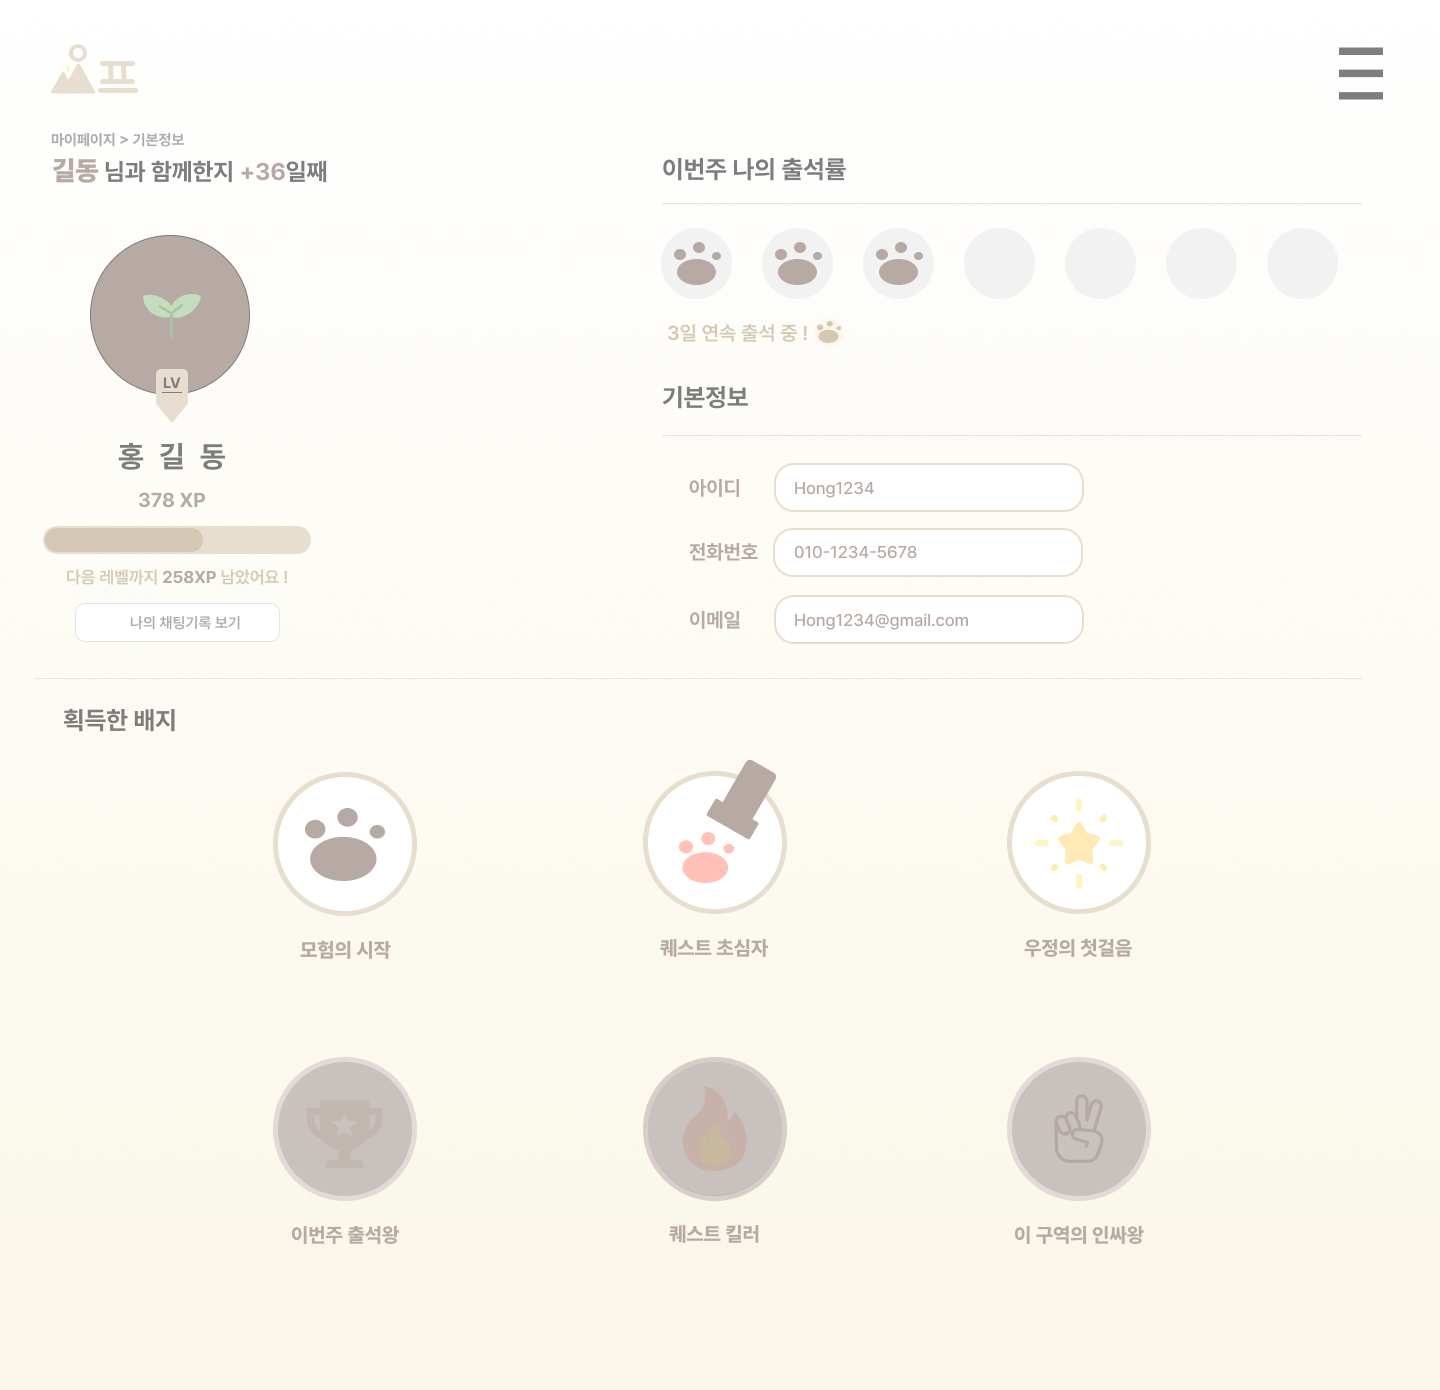 프
마이페이지 > 기본정보
길동 님과 함께한지 +36일째
LV
홍 길 동
378 XP
다음 레벨까지 258XP 남았어요 !
나의 채팅기록 보기
이번주 나의 출석률
3일 연속 출석 중 !
기본정보
아이디 Hong1234
전화번호 010-1234-5678
이메일 Hong1234@gmail.com
획득한 배지
모험의 시작
퀘스트 초심자
우정의 첫걸음
이번주 출석왕
퀘스트 킬러
이 구역의 인싸왕